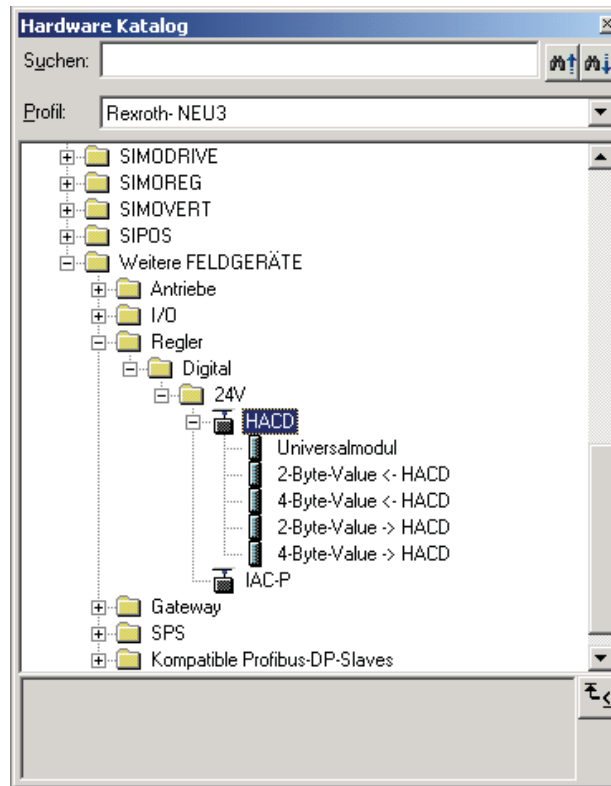 Hardware Katalog
Suchen:
Profil: Rexroth- NEU3
SIMODRIVE
SIMOREG
SIMOVERT
SIPOS
Weitere FELDGERÄTE
Antriebe
I/O
Regler
Digital
24V
HACD
Universalmodul
2-Byte-Value <- HACD
4-Byte-Value <- HACD
2-Byte-Value -> HACD
4-Byte-Value -> HACD
IAC-P
Gateway
SPS
Kompatible Profibus-DP-Slaves